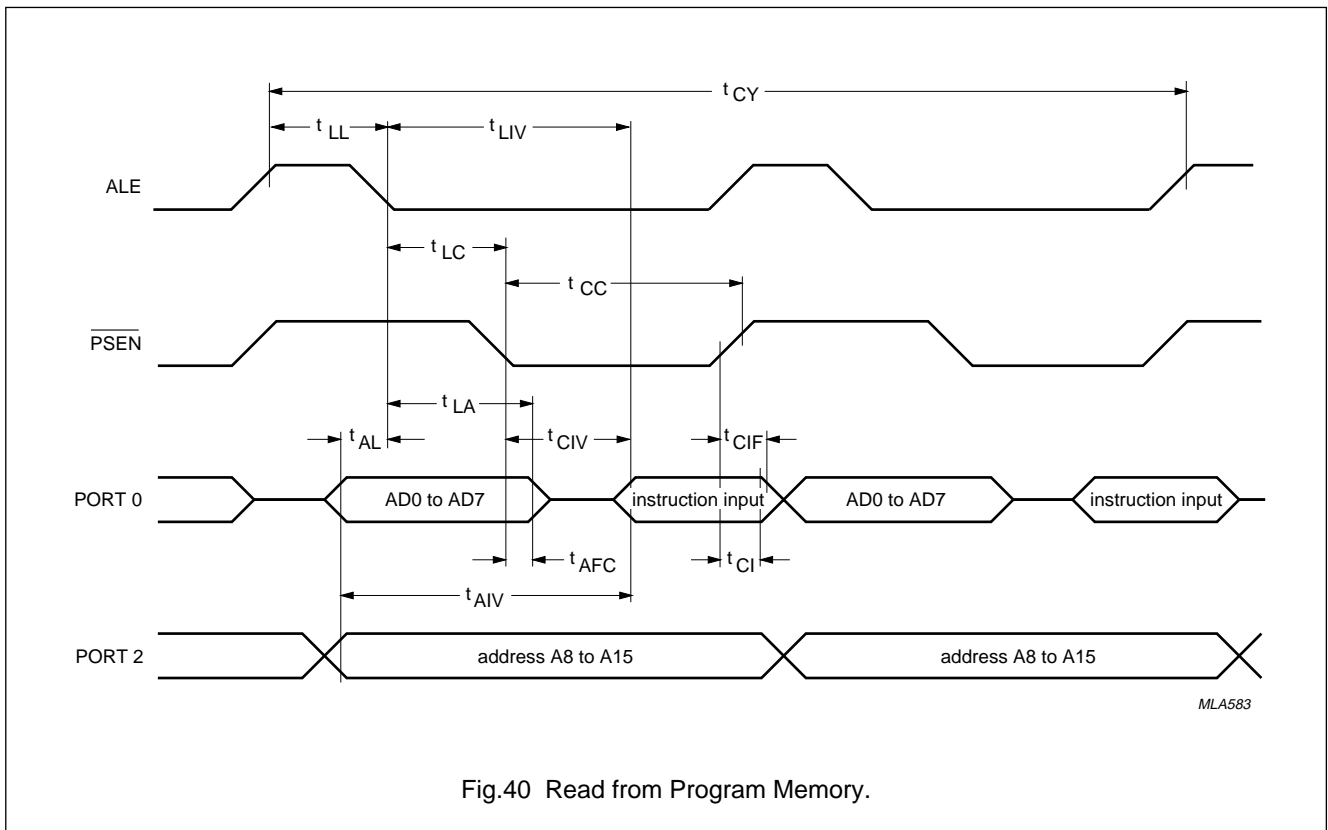 t CY
t LL
t LIV
ALE
t LC
t CC
PSEN
t LA
t AL
t CIV
t CIF
PORT 0
AD0 to AD7
instruction input
AD0 to AD7
instruction input
t AFC
t CI
t AIV
PORT 2
address A8 to A15
address A8 to A15
MLA583
Fig.40 Read from Program Memory.